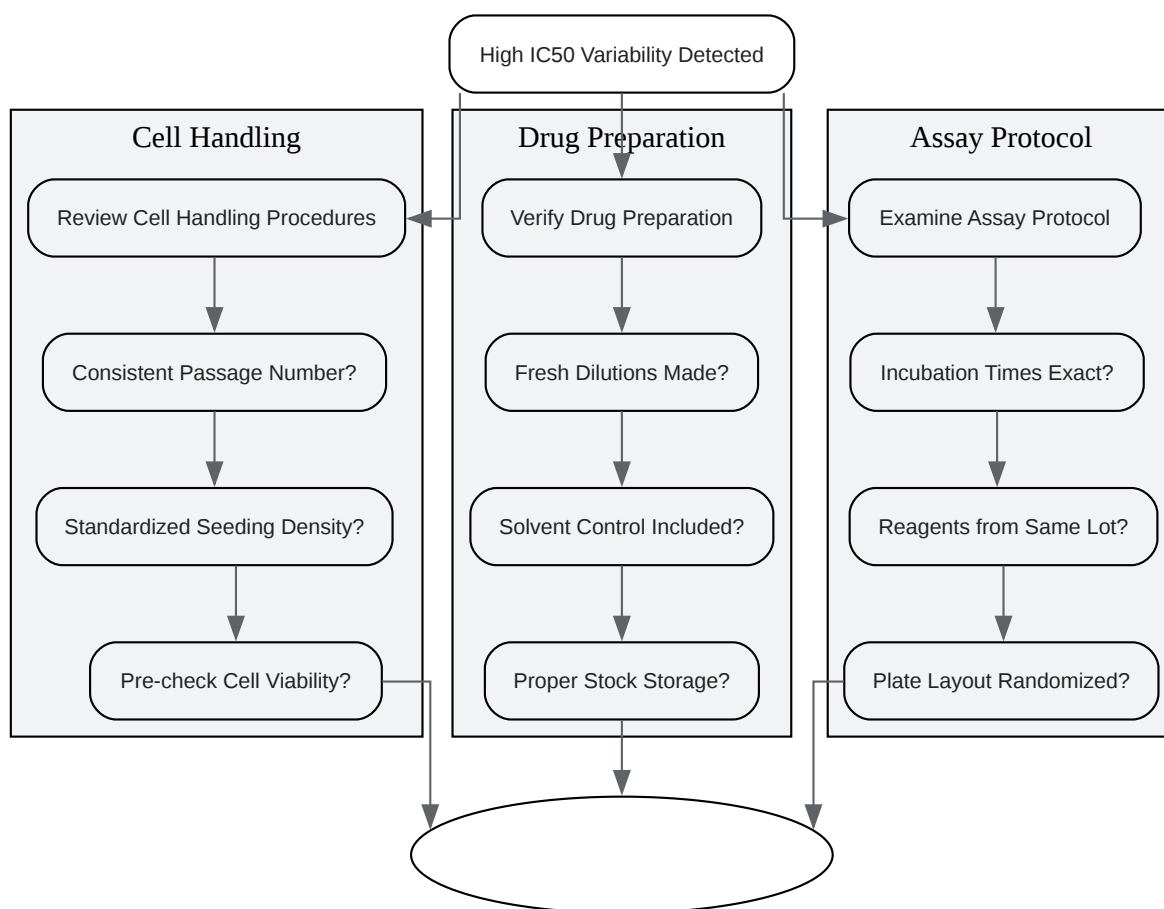 High IC50 Variability Detected
Cell Handling
Drug Preparation
Assay Protocol
Review Cell Handling Procedures
Verify Drug Preparation
Examine Assay Protocol
Consistent Passage Number?
Fresh Dilutions Made?
Incubation Times Exact?
Standardized Seeding Density?
Solvent Control Included?
Reagents from Same Lot?
Pre-check Cell Viability?
Proper Stock Storage?
Plate Layout Randomized?